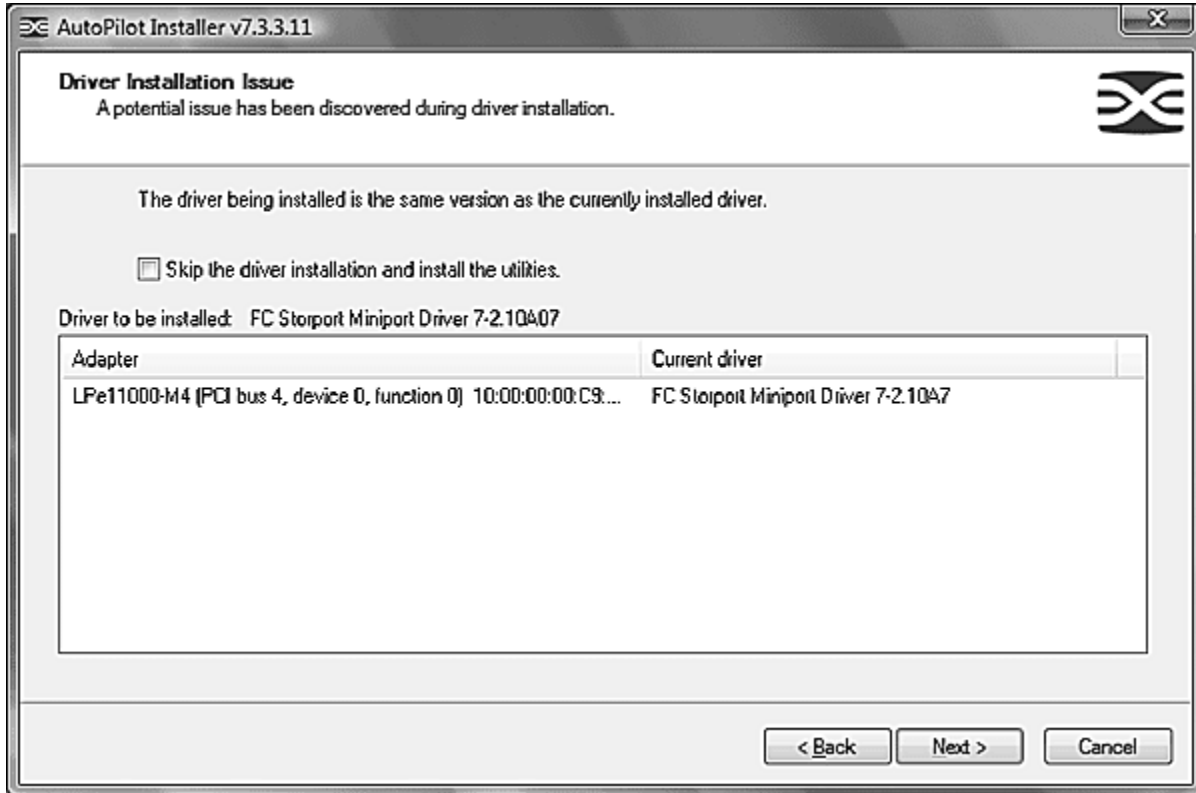 AutoPilot Installer v7.3.3.11
Driver Installation Issue
A potential issue has been discovered during driver installation.
The driver being installed is the same version as the currently installed driver.
Skip the driver installation and install the utilities.
Driver to be installed: FC Storport Miniport Driver 7-2.10A07
Adapter Current driver
LPe11000-M4 (PCI bus 4, device 0, function 0) 10:00:00:00:C9:... FC Storport Miniport Driver 7-2.10A7
< Back Next > Cancel